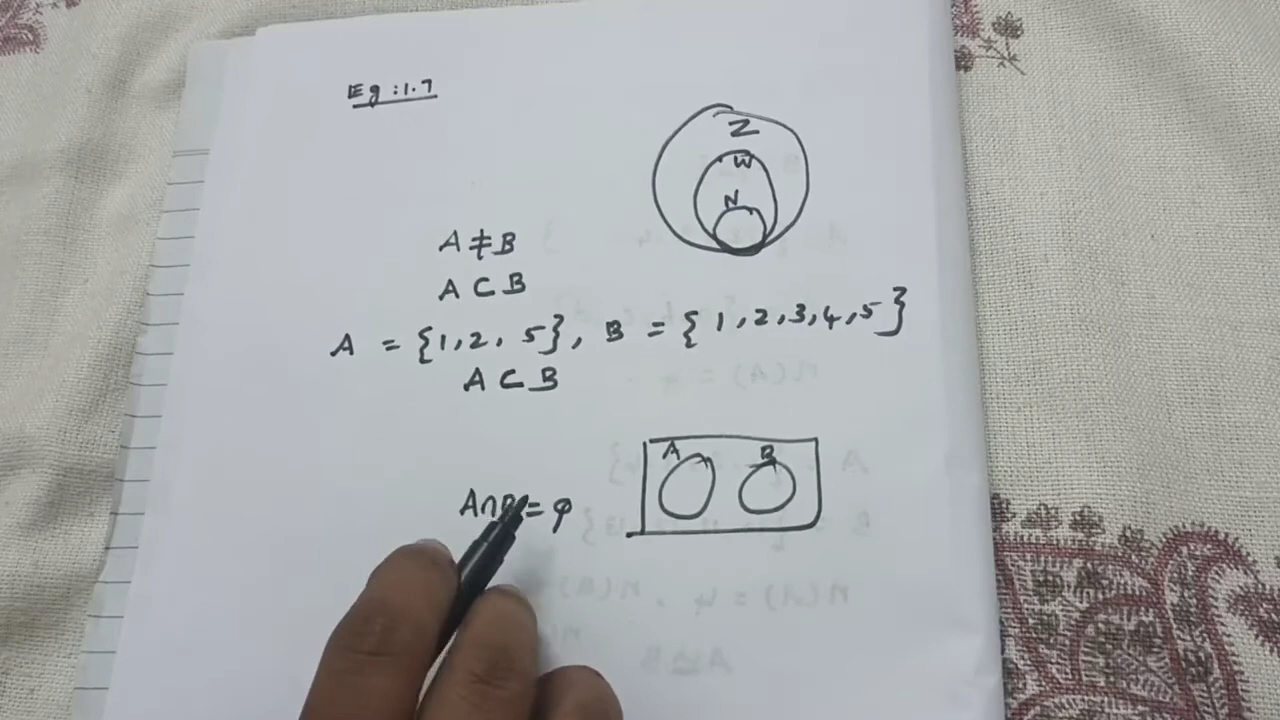 Eg : 1.7
Z
W
N
A ≠ B
A ⊂ B
A = {1, 2, 5}, B = {1, 2, 3, 4, 5}
A ⊂ B
A B
A∩B = φ